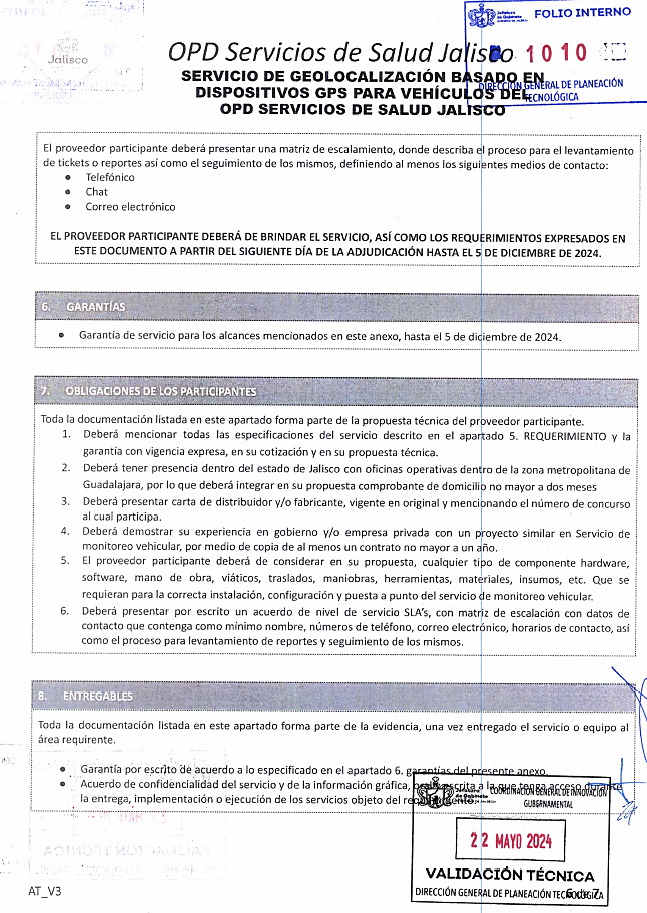 Jefatura
de Gabinete
FOLIO INTERNO
Jalisco
OPD Servicios de Salud Jalisco
1010
SERVICIO DE GEOLOCALIZACIÓN BASADO EN
DIRECCIÓN GENERAL DE PLANEACIÓN
DISPOSITIVOS GPS PARA VEHÍCULOS DEL
TECNOLÓGICA
OPD SERVICIOS DE SALUD JALISCO
El proveedor participante deberá presentar una matriz de escalamiento, donde describa el proceso para el levantamiento
de tickets o reportes así como el seguimiento de los mismos, definiendo al menos los siguientes medios de contacto:
● Telefónico
● Chat
● Correo electrónico
EL PROVEEDOR PARTICIPANTE DEBERÁ DE BRINDAR EL SERVICIO, ASÍ COMO LOS REQUERIMIENTOS EXPRESADOS EN
ESTE DOCUMENTO A PARTIR DEL SIGUIENTE DÍA DE LA ADJUDICACIÓN HASTA EL 5 DE DICIEMBRE DE 2024.
6. GARANTÍAS
● Garantía de servicio para los alcances mencionados en este anexo, hasta el 5 de diciembre de 2024.
7. OBLIGACIONES DE LOS PARTICIPANTES
Toda la documentación listada en este apartado forma parte de la propuesta técnica del proveedor participante.
1. Deberá mencionar todas las especificaciones del servicio descrito en el apartado 5. REQUERIMIENTO y la
garantía con vigencia expresa, en su cotización y en su propuesta técnica.
2. Deberá tener presencia dentro del estado de Jalisco con oficinas operativas dentro de la zona metropolitana de
Guadalajara, por lo que deberá integrar en su propuesta comprobante de domicilio no mayor a dos meses
3. Deberá presentar carta de distribuidor y/o fabricante, vigente en original y mencionando el número de concurso
al cual participa.
4. Deberá demostrar su experiencia en gobierno y/o empresa privada con un proyecto similar en Servicio de
monitoreo vehicular, por medio de copia de al menos un contrato no mayor a un año.
5. El proveedor participante deberá de considerar en su propuesta, cualquier tipo de componente hardware,
software, mano de obra, viáticos, traslados, maniobras, herramientas, materiales, insumos, etc. Que se
requieran para la correcta instalación, configuración y puesta a punto del servicio de monitoreo vehicular.
6. Deberá presentar por escrito un acuerdo de nivel de servicio SLA's, con matriz de escalación con datos de
contacto que contenga como mínimo nombre, números de teléfono, correo electrónico, horarios de contacto, así
como el proceso para levantamiento de reportes y seguimiento de los mismos.
8. ENTREGABLES
Toda la documentación listada en este apartado forma parte de la evidencia, una vez entregado el servicio o equipo al
área requirente.
● Garantía por escrito de acuerdo a lo especificado en el apartado 6. garantías del presente anexo.
● Acuerdo de confidencialidad del servicio y de la información gráfica, escrita a la que tenga acceso durante
la entrega, implementación o ejecución de los servicios objeto del
Jefatura
de Gabinete
COORDINACIÓN GENERAL DE INNOVACIÓN
GUBERNAMENTAL
22 MAYO 2024
VALIDACIÓN TÉCNICA
DIRECCIÓN GENERAL DE PLANEACIÓN TECNOLÓGICA
AT_V3
6 de 7